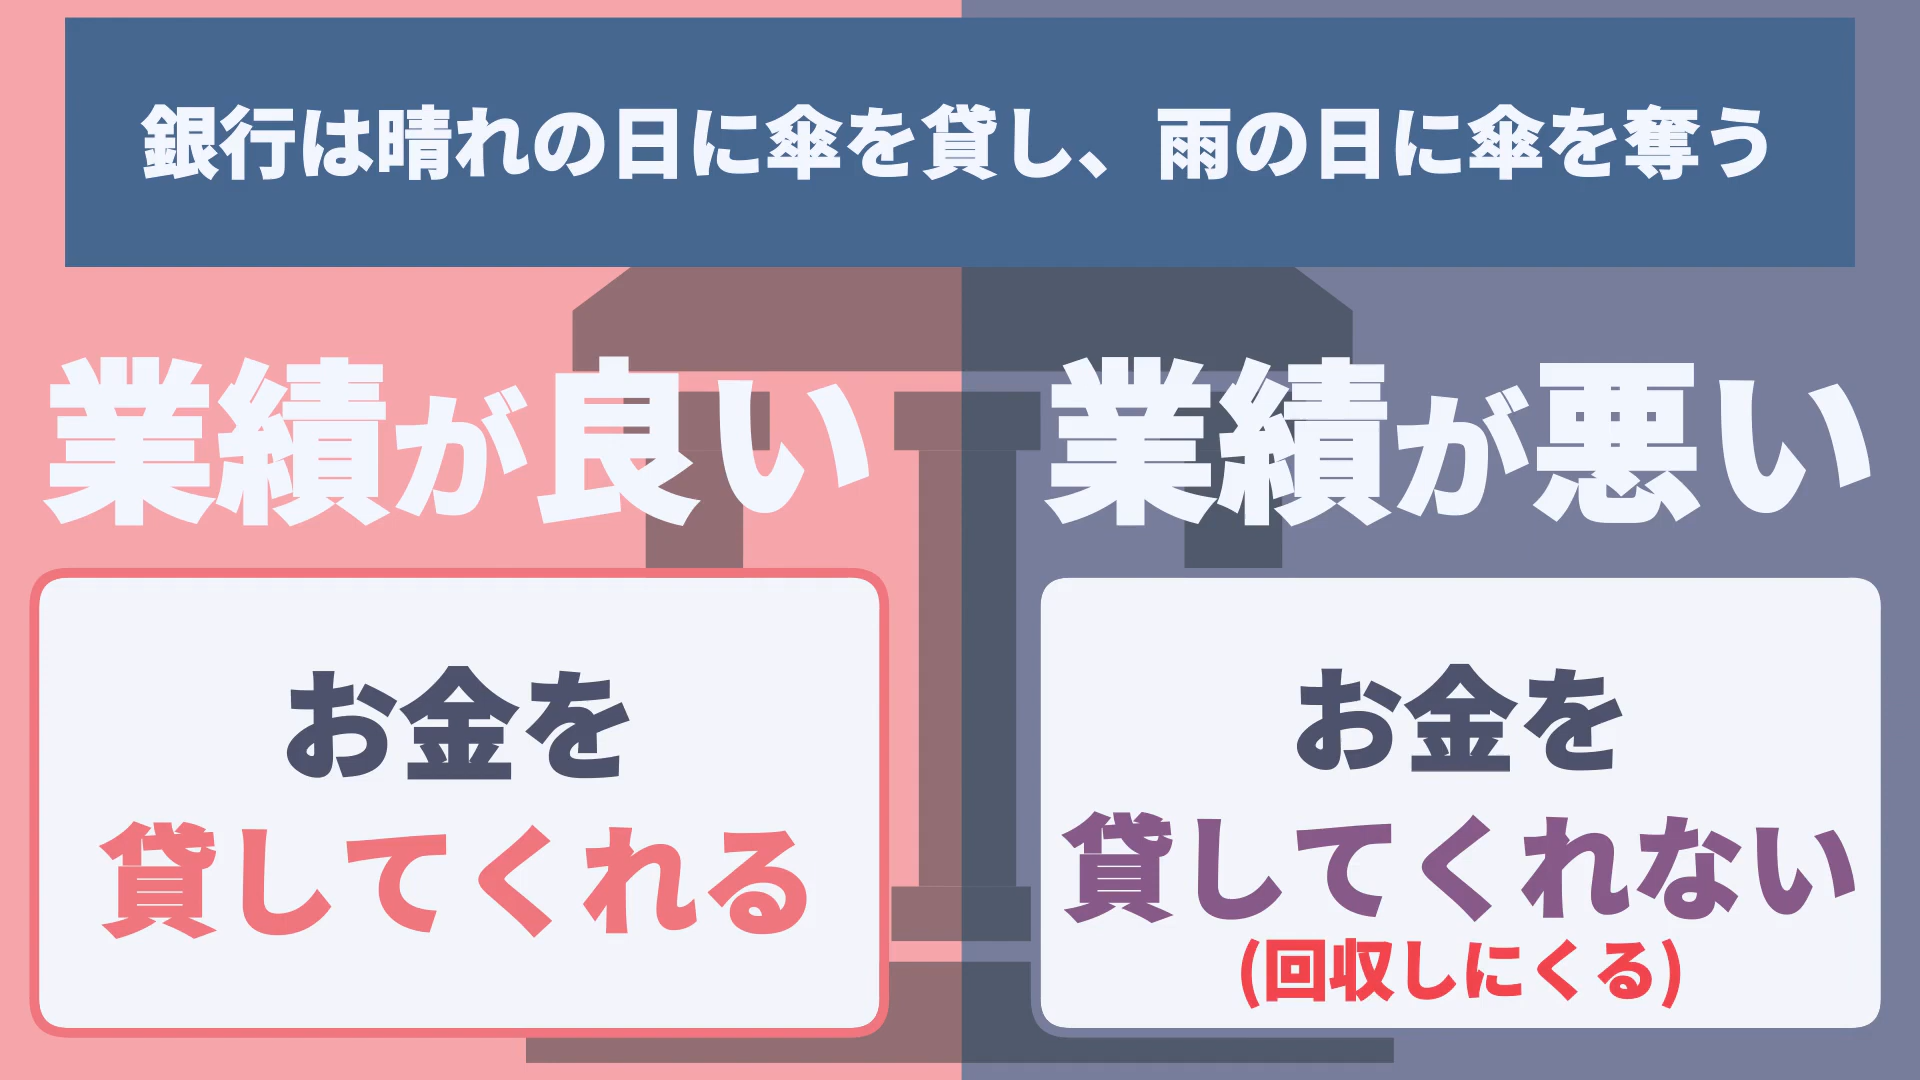 銀行は晴れの日に傘を貸し、雨の日に傘を奪う
業績が良い
お金を
貸してくれる
業績が悪い
お金を
貸してくれない
(回収しにくる)